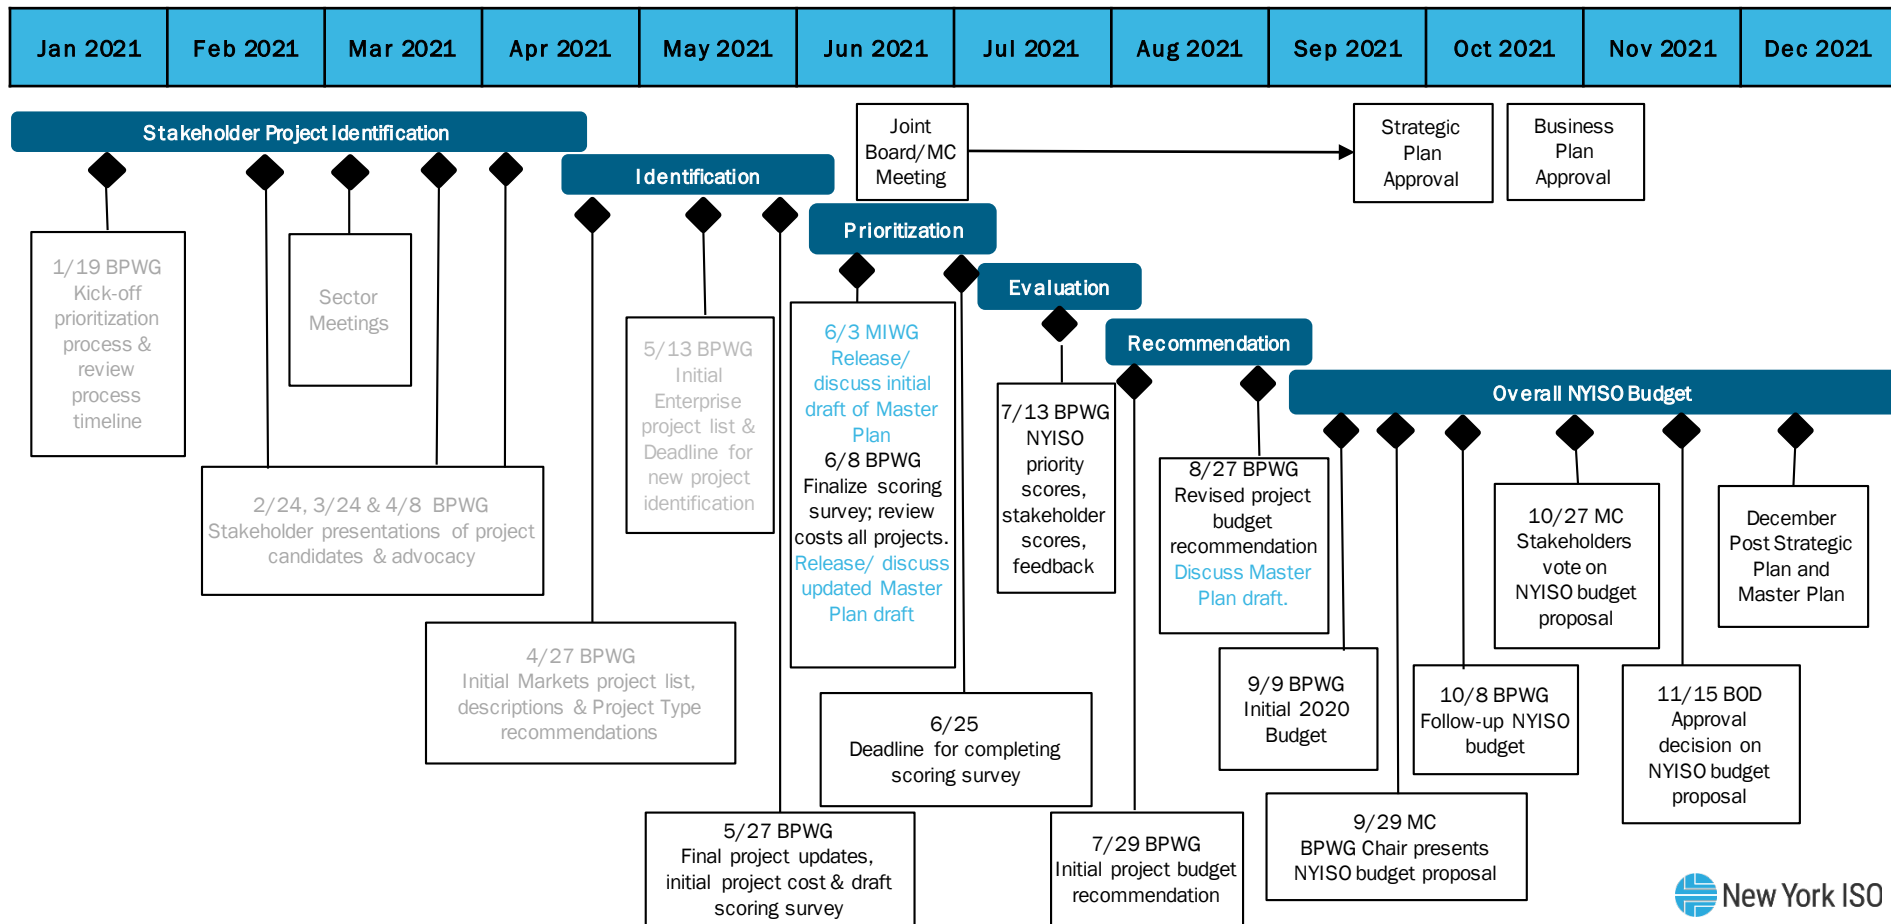 Jan 2021
Feb 2021
Mar 2021
Apr 2021
May 2021
Jun 2021
Jul 2021
Aug 2021
Sep 2021
Oct 2021
Nov 2021
Dec 2021
Stakeholder Project Identification
Identification
Prioritization
Evaluation
Recommendation
Overall NYISO Budget
Joint
Board/MC
Meeting
Strategic
Plan
Approval
Business
Plan
Approval
1/19 BPWG
Kick-off
prioritization
process &
review
process
timeline
Sector
Meetings
2/24, 3/24 & 4/8 BPWG
Stakeholder presentations of project
candidates & advocacy
4/27 BPWG
Initial Markets project list,
descriptions & Project Type
recommendations
5/13 BPWG
Initial
Enterprise
project list &
Deadline for
new project
identification
5/27 BPWG
Final project updates,
initial project cost & draft
scoring survey
6/3 MIWG
Release/
discuss initial
draft of Master
Plan
6/8 BPWG
Finalize scoring
survey; review
costs all projects.
Release/ discuss
updated Master
Plan draft
6/25
Deadline for completing
scoring survey
7/13 BPWG
NYISO
priority
scores,
stakeholder
scores,
feedback
7/29 BPWG
Initial project budget
recommendation
8/27 BPWG
Revised project
budget
recommendation
Discuss Master
Plan draft.
9/9 BPWG
Initial 2020
Budget
9/29 MC
BPWG Chair presents
NYISO budget proposal
10/8 BPWG
Follow-up NYISO
budget
10/27 MC
Stakeholders
vote on
NYISO budget
proposal
11/15 BOD
Approval
decision on
NYISO budget
proposal
December
Post Strategic
Plan and
Master Plan
New York ISO